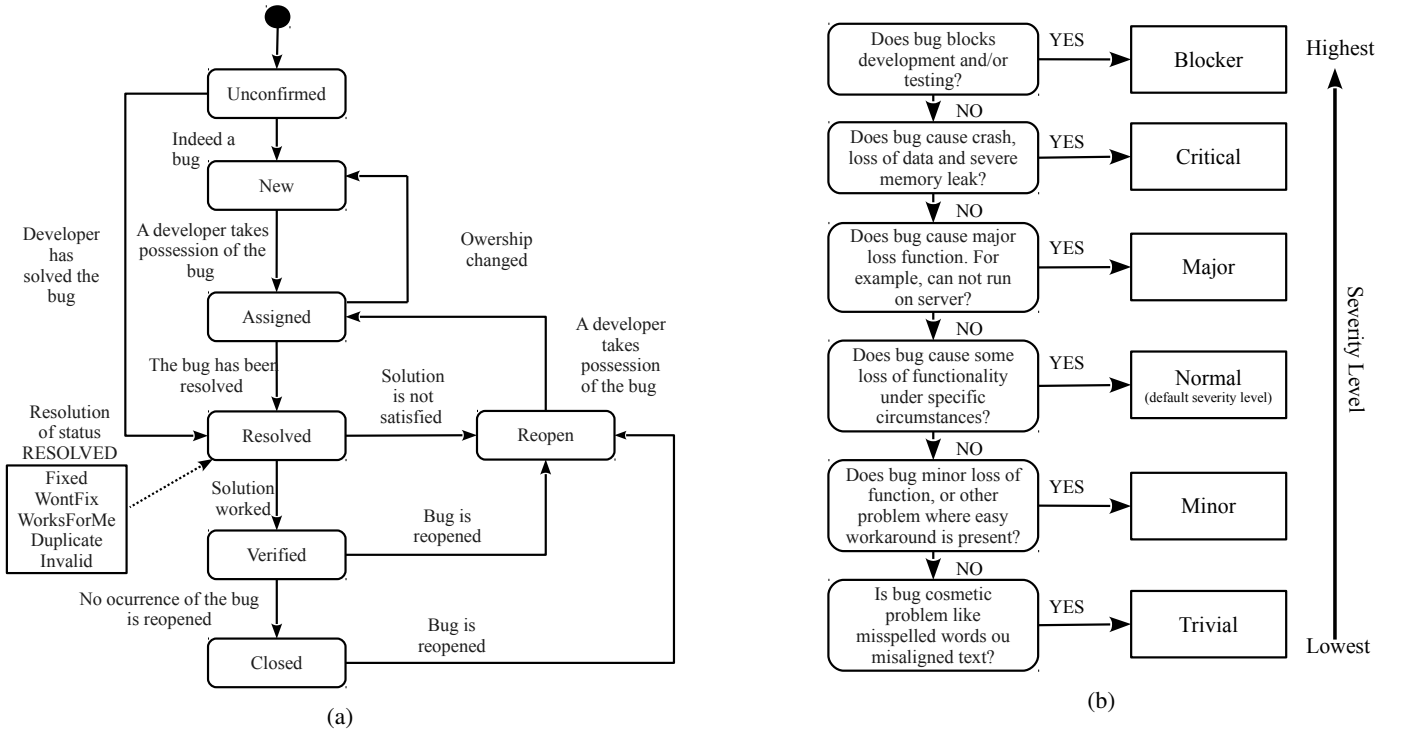 Unconfirmed
Indeed a
bug
New
Developer
has
solved the
bug
A developer takes
possession of the
bug
Owership
changed
Assigned
A developer
takes
possession
of the bug
The bug has been
resolved
Solution
is not
satisfied
Resolution
of status
RESOLVED
Resolved
Reopen
Fixed
WontFix
WorksForMe
Duplicate
Invalid
Solution
worked
Bug is
reopened
Verified
No ocurrence of the bug
is reopened
Bug is
reopened
Closed
(a)
Does bug blocks
development and/or
testing?
YES
Blocker
Highest
NO
Does bug cause crash,
loss of data and severe
memory leak?
YES
Critical
NO
Does bug cause major
loss function. For
example, can not run
on server?
YES
Major
NO
Does bug cause some
loss of functionality
under specific
circumstances?
YES
Normal
(default severity level)
Severity Level
NO
Does bug minor loss of
function, or other
problem where easy
workaround is present?
YES
Minor
NO
Is bug cosmetic
problem like
misspelled words ou
misaligned text?
YES
Trivial
Lowest
(b)